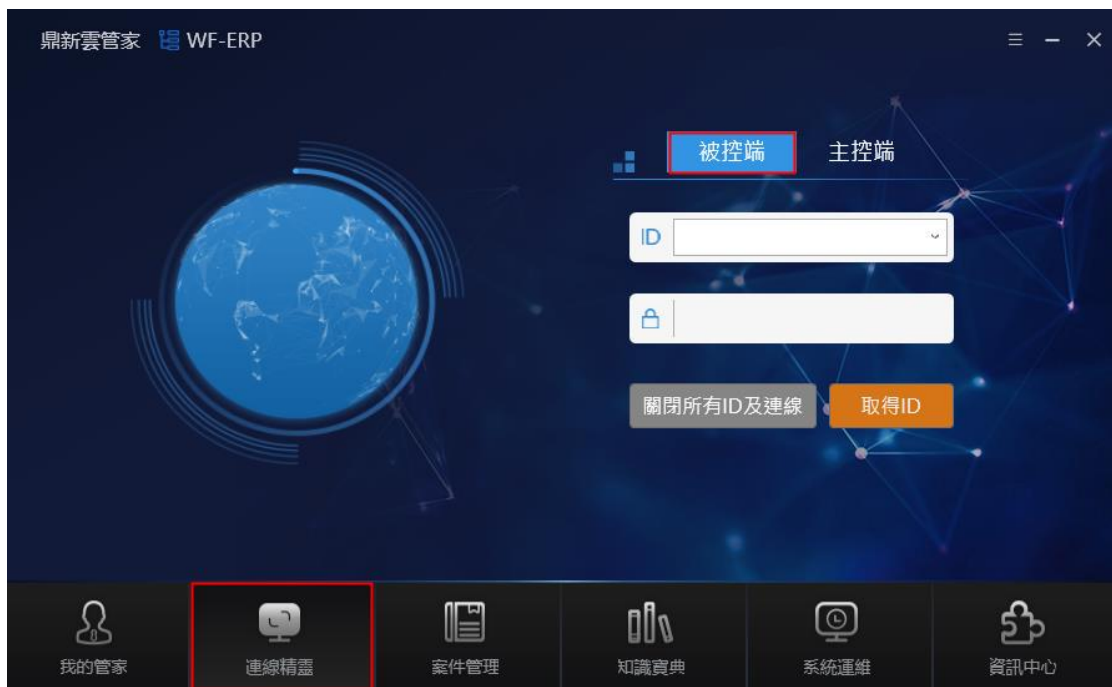 鼎新雲管家 WF-ERP
被控端 主控端
ID
關閉所有ID及連線 取得ID
我的管家 連線精靈 案件管理 知識寶典 系統運維 資訊中心